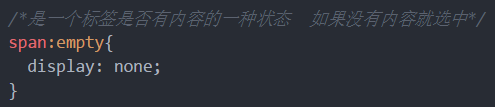 /*是一个标签是否有内容的一种状态  如果没有内容就选中*/
span:empty{
  display: none;
}